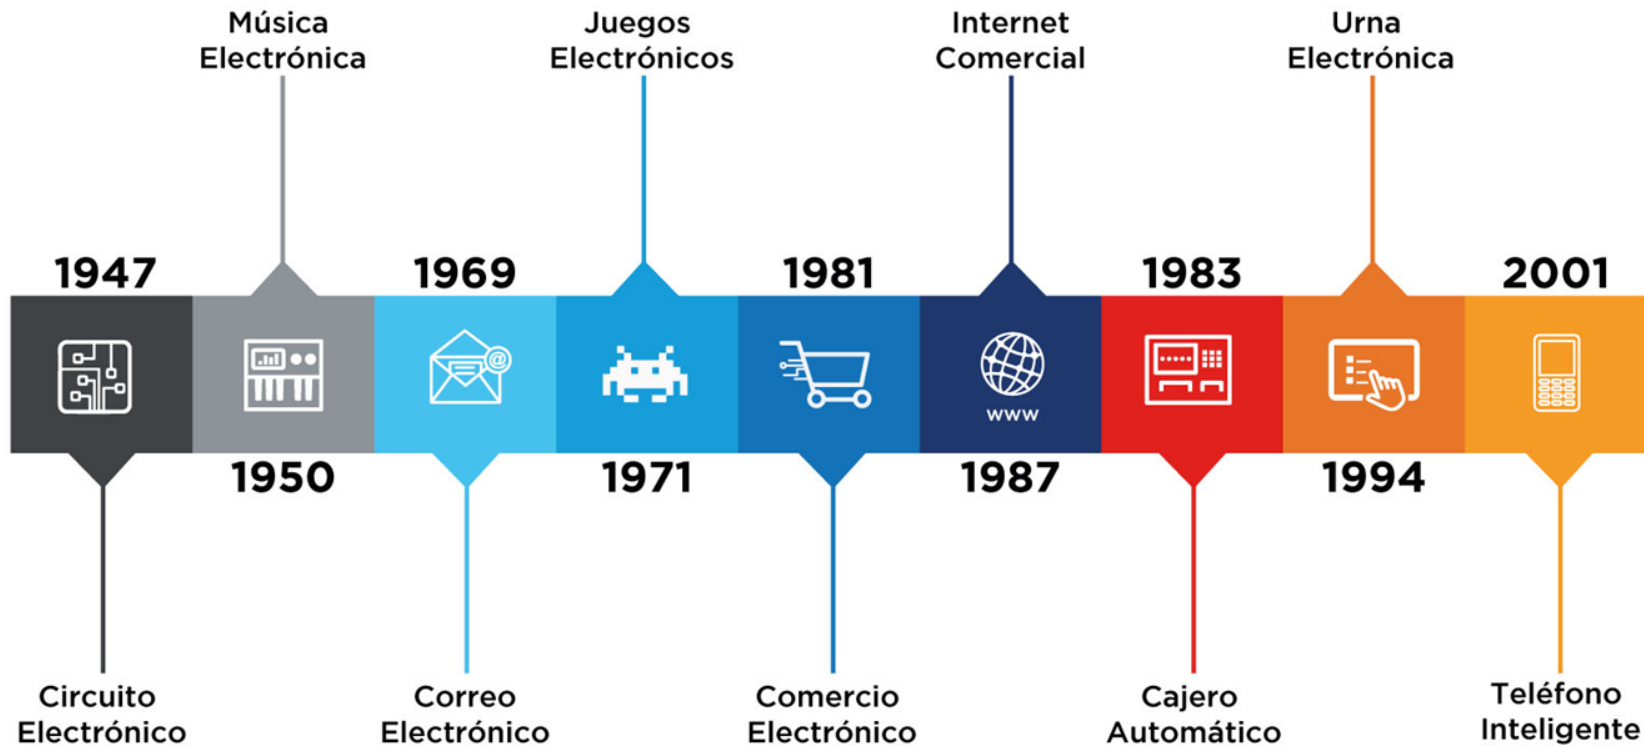 Música
Electrónica
Juegos
Electrónicos
Internet
Comercial
Urna
Electrónica
1947
1969
1981
1983
2001
@
www
1950
1971
1987
1994
Circuito
Electrónico
Correo
Electrónico
Comercio
Electrónico
Cajero
Automático
Teléfono
Inteligente